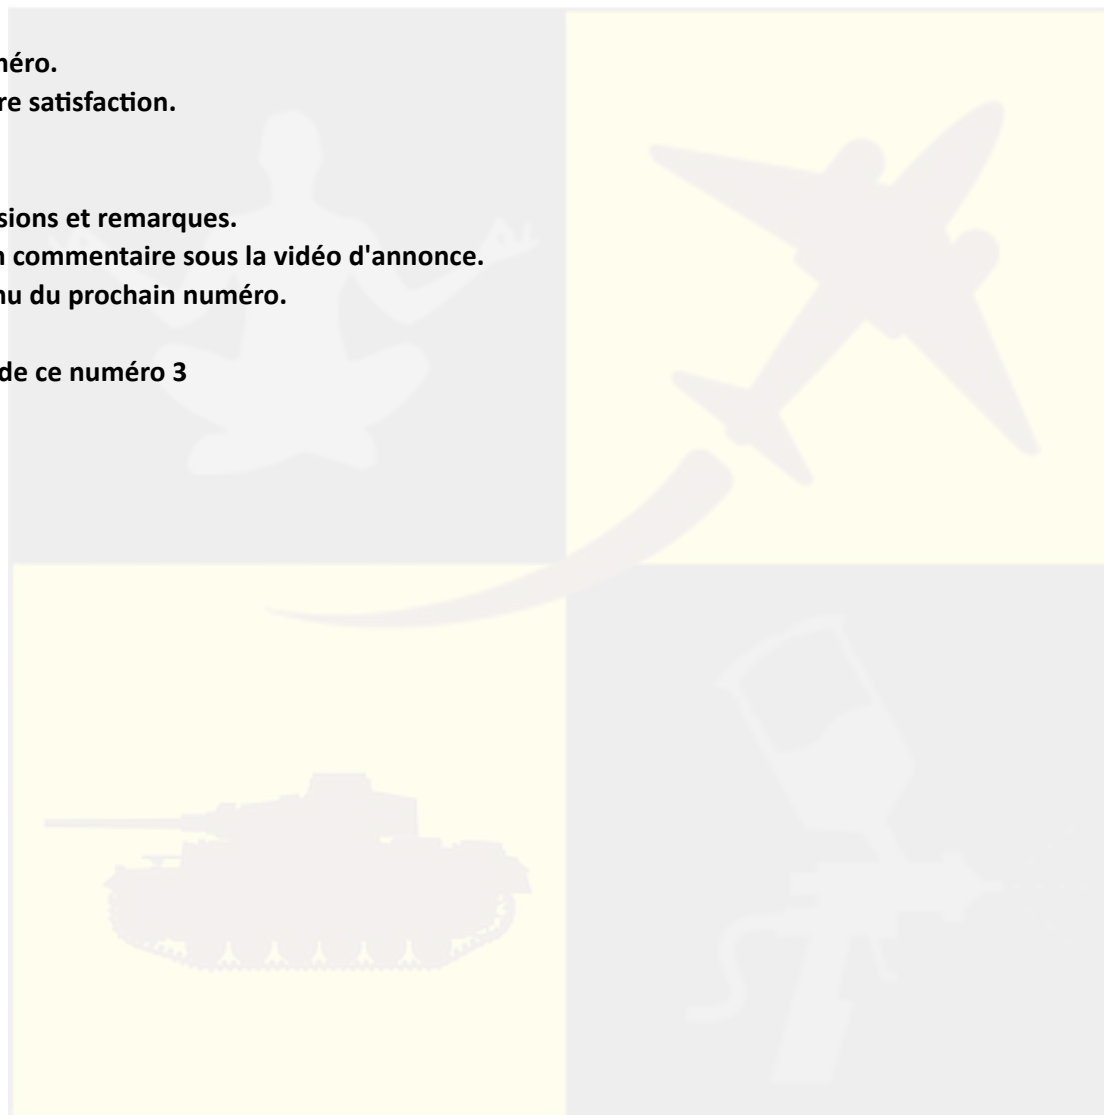 méro.
re satisfaction.
sions et remarques.
n commentaire sous la vidéo d'annonce.
nu du prochain numéro.
de ce numéro 3